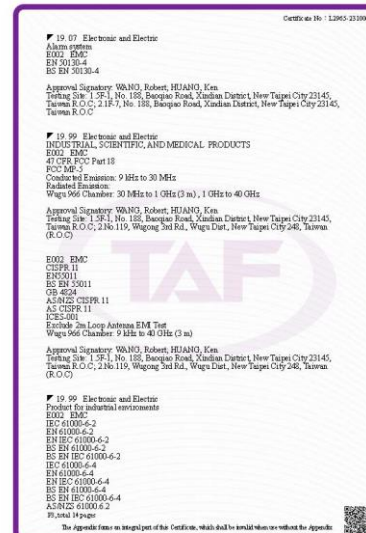 Certificate No : L2965-23100
19.07 Electronic and Electric
Alarm system
E002 EMC
EN 50130-4
BS EN 50130-4
Approval Signatory: WANG, Robert, HUANG, Ken
Testing Site: 1.5F-1, No. 188, Baoqiao Road, Xindian District, New Taipei City 23145,
Taiwan R.O.C; 2.1F-7, No. 188, Baoqiao Road, Xindian District, New Taipei City 23145,
Taiwan R.O.C
19.99 Electronic and Electric
INDUSTRIAL, SCIENTIFIC, AND MEDICAL PRODUCTS
E002 EMC
47 CFR FCC Part 18
FCC MP-5
Conducted Emission: 9 kHz to 30 MHz
Radiated Emission:
Wugu 966 Chamber: 30 MHz to 1 GHz (3 m) , 1 GHz to 40 GHz
Approval Signatory: WANG, Robert, HUANG, Ken
Testing Site: 1.5F-1, No. 188, Baoqiao Road, Xindian District, New Taipei City 23145,
Taiwan R.O.C; 2.No.119, Wugong 3rd Rd., Wugu Dist., New Taipei City 248, Taiwan
(R.O.C)
TAF
E002 EMC
CISPR 11
EN55011
BS EN 55011
GB 4824
AS/NZS CISPR 11
AS CISPR 11
ICES-001
Exclude 2m Loop Antenna EMI Test
Wugu 966 Chamber: 9 kHz to 40 GHz (3 m)
Approval Signatory: WANG, Robert, HUANG, Ken
Testing Site: 1.5F-1, No. 188, Baoqiao Road, Xindian District, New Taipei City 23145,
Taiwan R.O.C; 2.No.119, Wugong 3rd Rd., Wugu Dist., New Taipei City 248, Taiwan
(R.O.C)
19.99 Electronic and Electric
Product for industrial enviroments
E002 EMC
IEC 61000-6-2
EN 61000-6-2
EN IEC 61000-6-2
BS EN 61000-6-2
BS EN IEC 61000-6-2
IEC 61000-6-4
EN 61000-6-4
EN IEC 61000-6-4
BS EN 61000-6-4
BS EN IEC 61000-6-4
AS/NZS 61000.6.2
total 14 pages
The Appendix forms an integral part of this Certificate, which shall be invalid when use without the Appendix